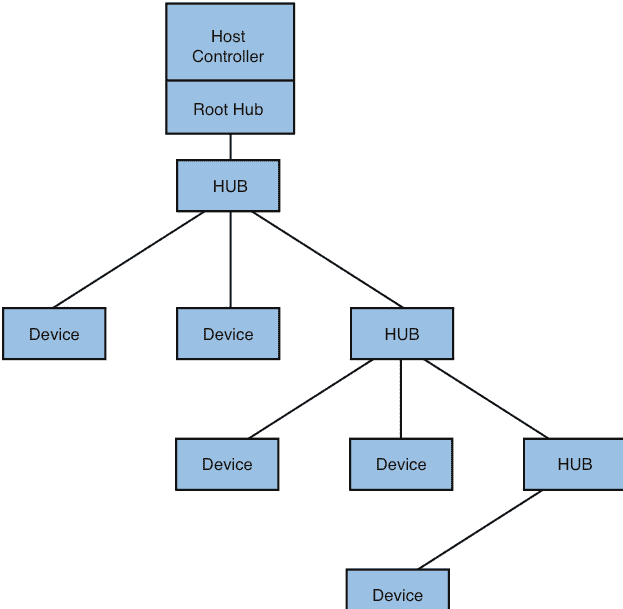 Host
Controller
Root Hub
HUB
Device
Device
HUB
Device
Device
HUB
Device